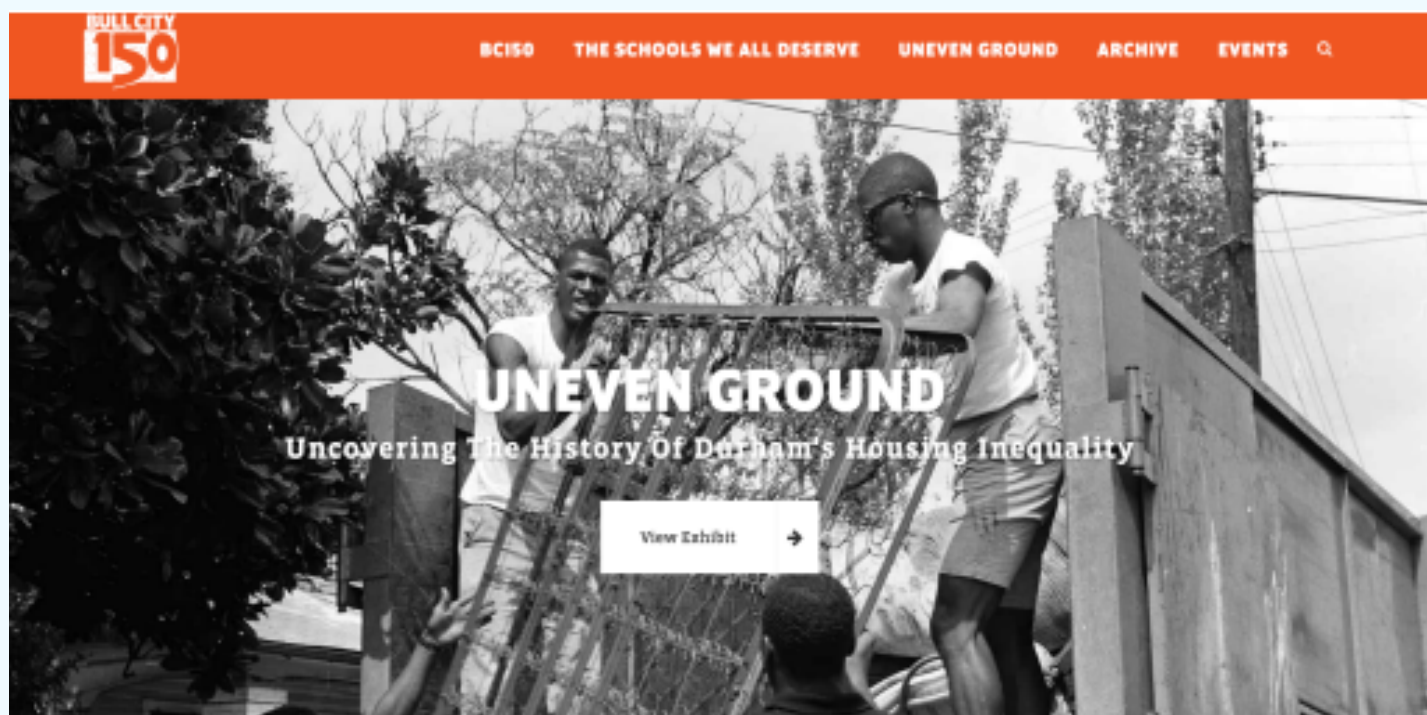 BULL CITY
150
BC150 THE SCHOOLS WE ALL DESERVE UNEVEN GROUND ARCHIVE EVENTS
UNEVEN GROUND
Uncovering The History Of Durham's Housing Inequality
View Exhibit